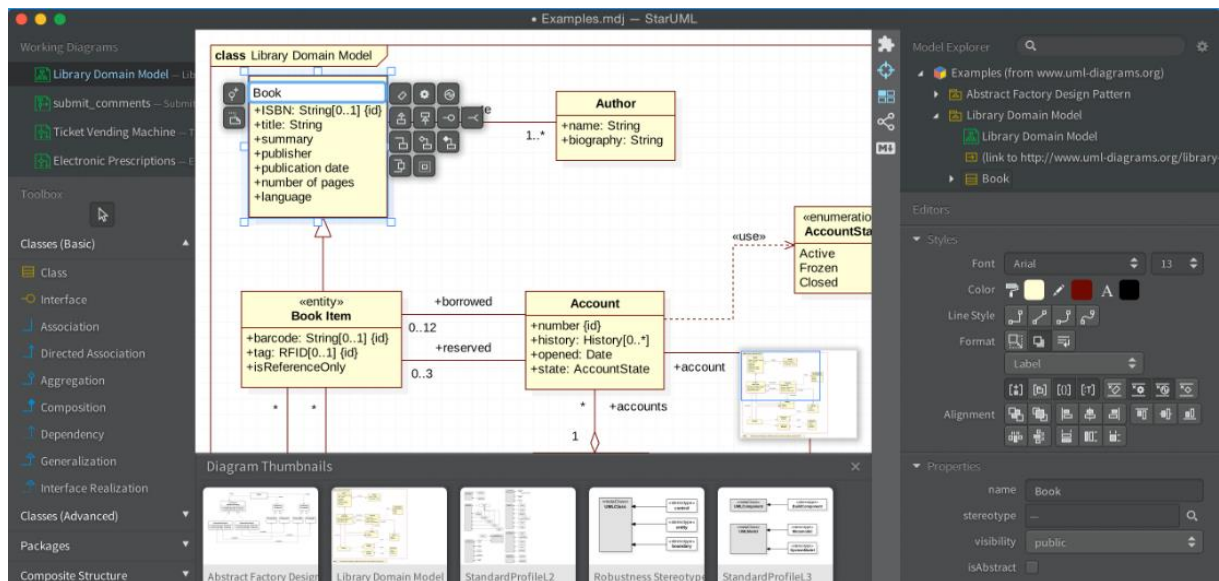 • Examples.mdj — StarUML
Working Diagrams
Library Domain Model — Lib
submit_comments — Submit
Ticket Vending Machine — T
Electronic Prescriptions — E
Toolbox
Classes (Basic)
Class
Interface
Association
Directed Association
Aggregation
Composition
Dependency
Generalization
Interface Realization
Classes (Advanced)
Packages
Composite Structure
class Library Domain Model
Book
+ISBN: String[0..1] {id}
+title: String
+summary
+publisher
+publication date
+number of pages
+language
1..*
Author
+name: String
+biography: String
«use»
«enumeratio
AccountSta
Active
Frozen
Closed
«entity»
Book Item
+barcode: String[0..1] {id}
+tag: RFID[0..1] {id}
+isReferenceOnly
+borrowed
0..12
+reserved
0..3
Account
+number {id}
+history: History[0..*]
+opened: Date
+state: AccountState
+account
* * * +accounts
1
Diagram Thumbnails
Abstract Factory Design
Library Domain Model
StandardProfileL2
Robustness Stereotype
StandardProfileL3
Model Explorer
Examples (from www.uml-diagrams.org)
Abstract Factory Design Pattern
Library Domain Model
Library Domain Model
(link to http://www.uml-diagrams.org/library-
Book
Editors
Styles
Font Arial 13
Color A
Line Style
Format
Label
Alignment
Properties
name Book
stereotype —
visibility public
isAbstract